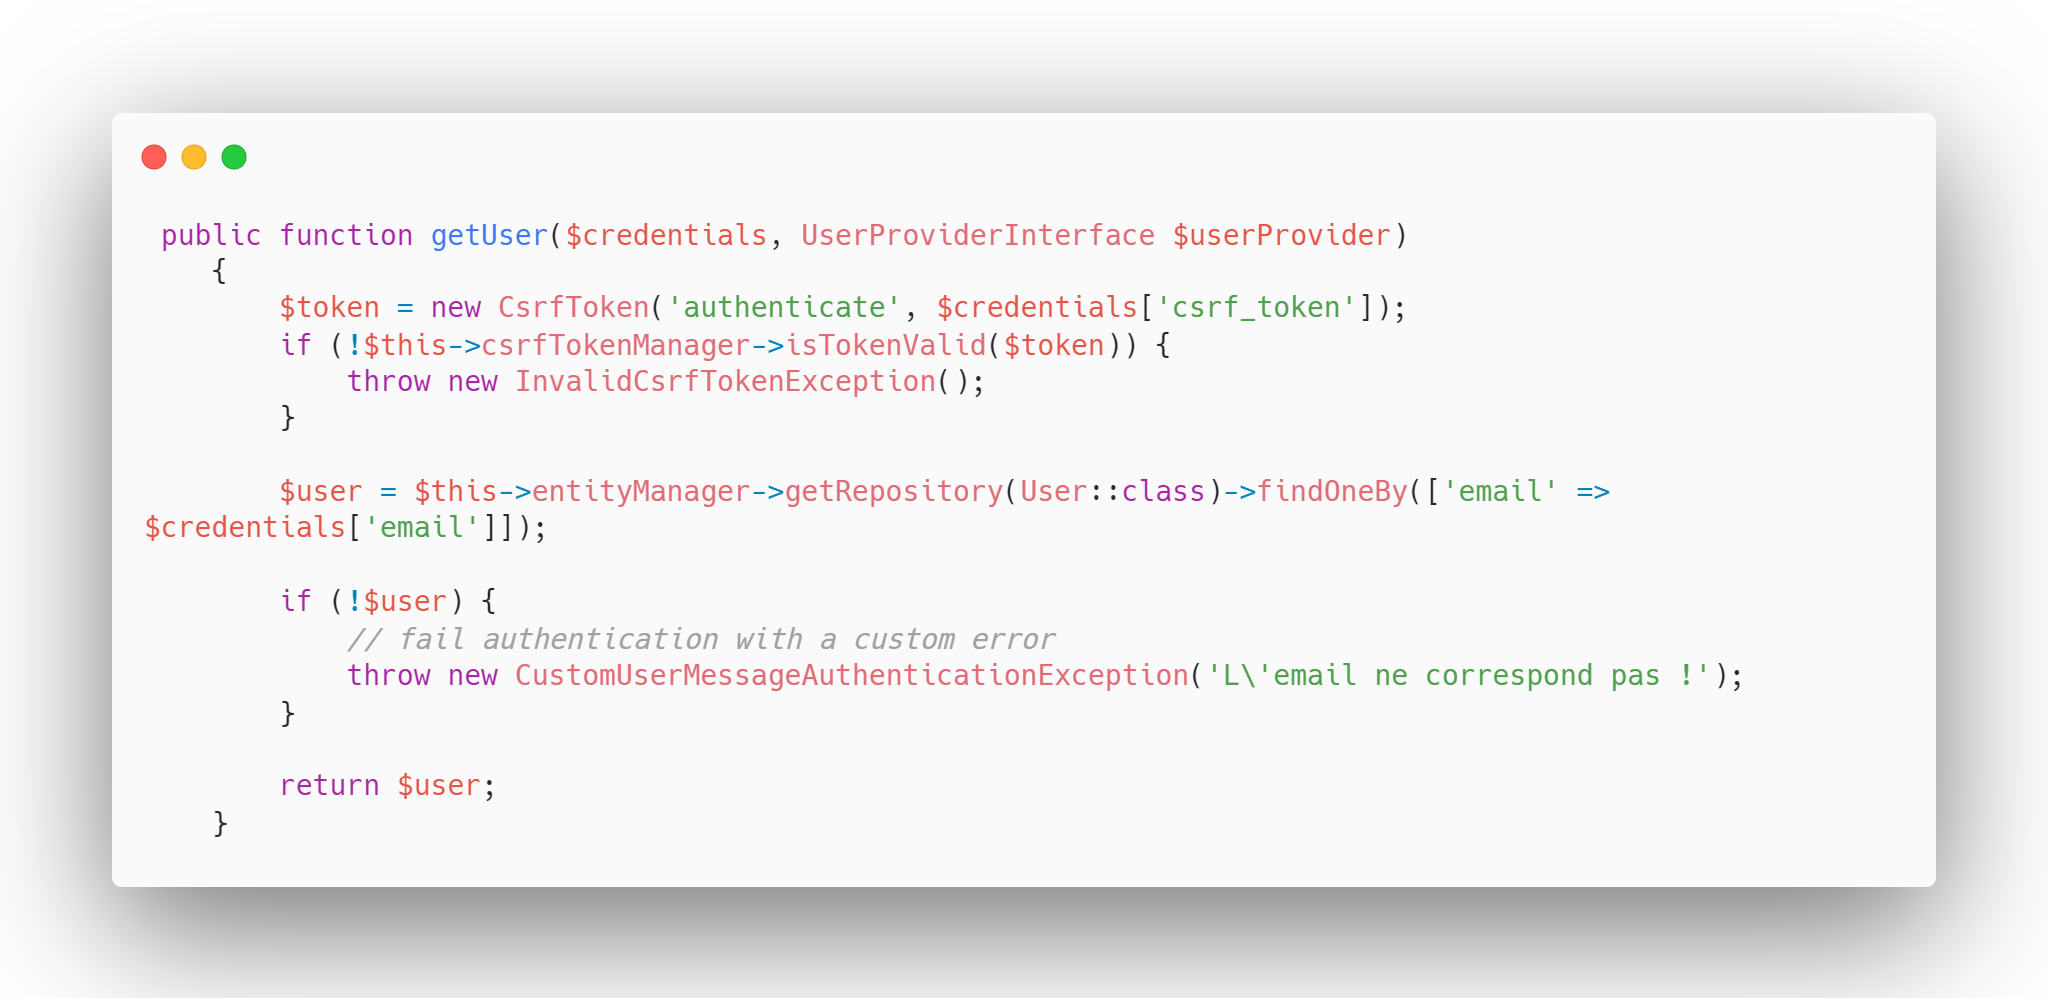 public function getUser($credentials, UserProviderInterface $userProvider)
{
$token = new CsrfToken('authenticate', $credentials['csrf_token']);
if (!$this->csrfTokenManager->isTokenValid($token)) {
throw new InvalidCsrfTokenException();
}
$user = $this->entityManager->getRepository(User::class)->findOneBy(['email' =>
$credentials['email']]);
if (!$user) {
// fail authentication with a custom error
throw new CustomUserMessageAuthenticationException('L\'email ne correspond pas !');
}
return $user;
}